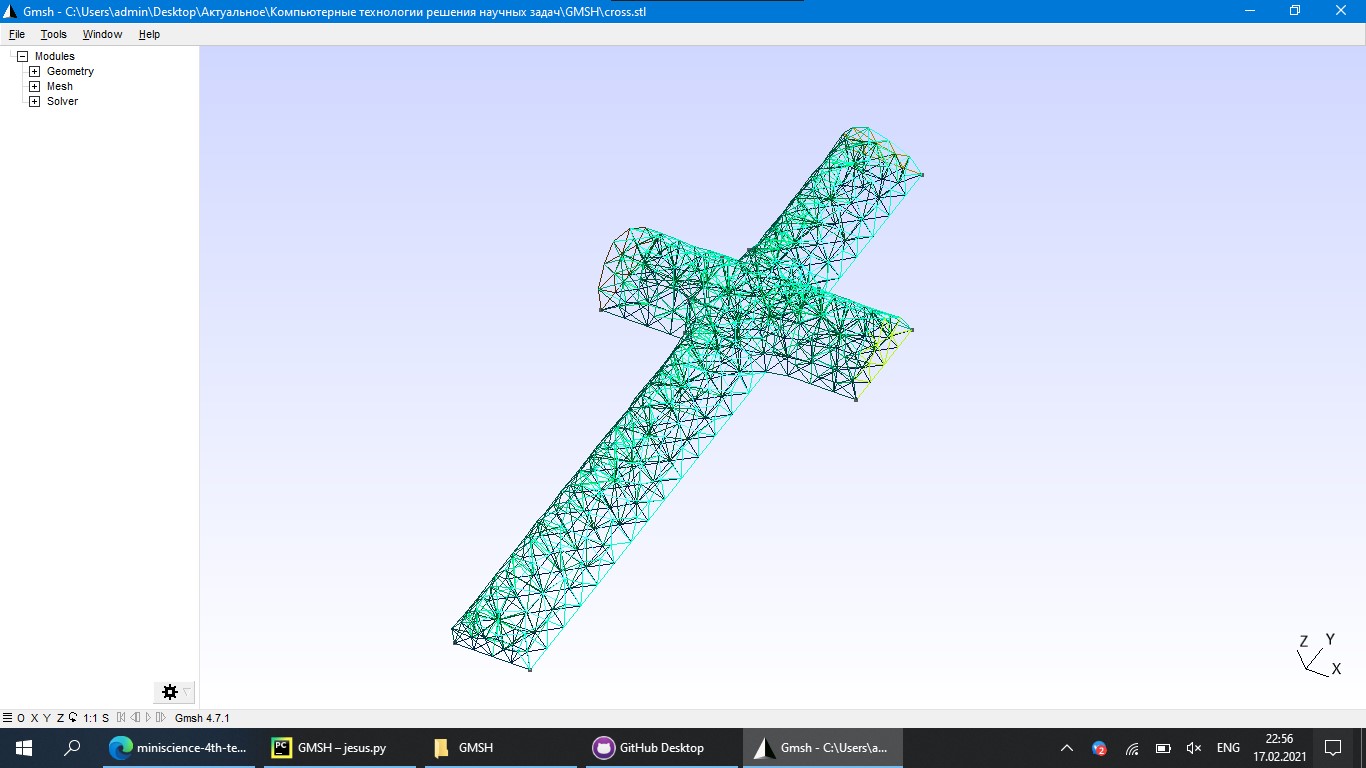 Gmsh - C:\Users\admin\Desktop\Актуальное\Компьютерные технологии решения научных задач\GMSH\cross.stl
File Tools Window Help
Modules
Geometry
Mesh
Solver
Z Y
X
O X Y Z 1:1 S Gmsh 4.7.1
miniscience-4th-te... PC GMSH – jesus.py GMSH GitHub Desktop Gmsh - C:\Users\a... 2 ENG 22:56
17.02.2021